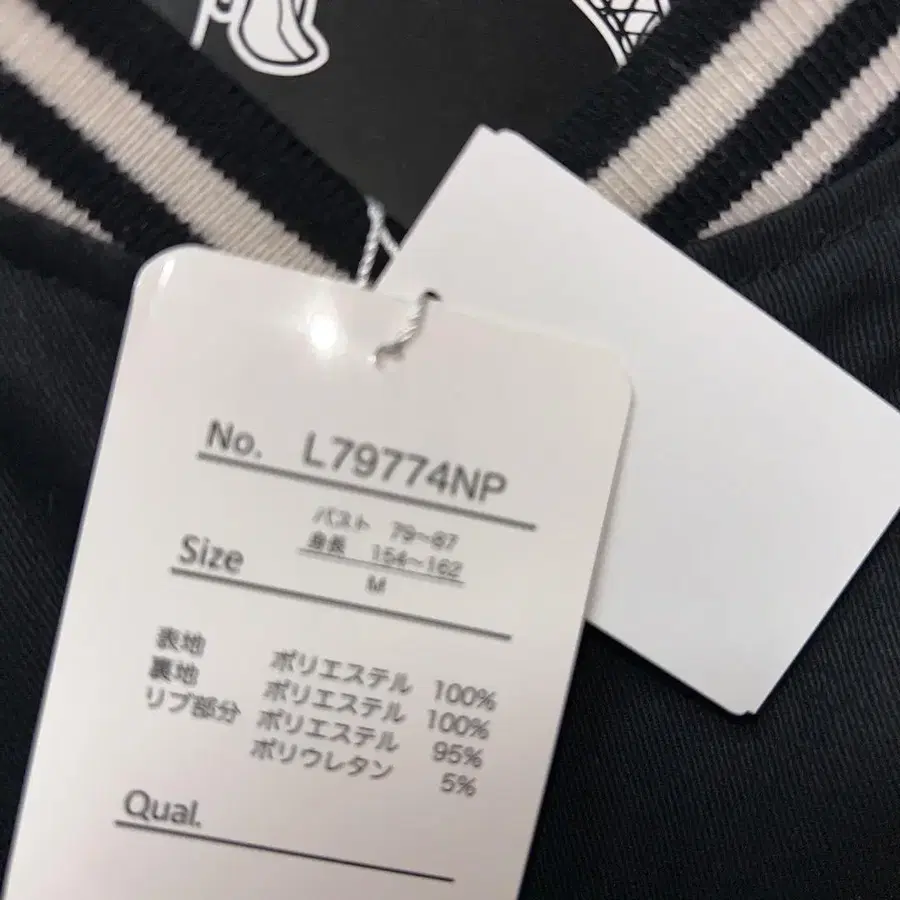 No. L79774NP
バスト 79~87
身長 154~162
Size
M
表地 ポリエステル 100%
裏地 ポリエステル 100%
リブ部分 ポリエステル 95%
ポリウレタン 5%
Qual.